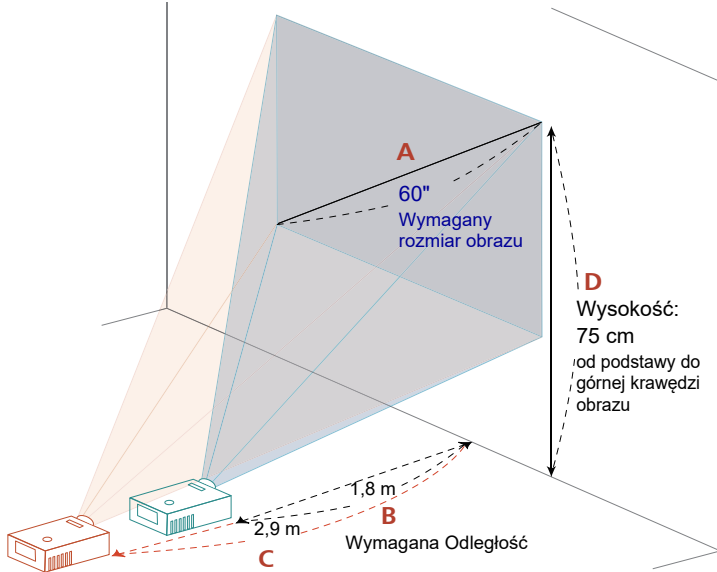 A
60"
Wymagany
rozmiar obrazu
D
Wysokość:
75 cm
od podstawy do
górnej krawędzi
obrazu
1,8 m
B
2,9 m
Wymagana Odległość
C